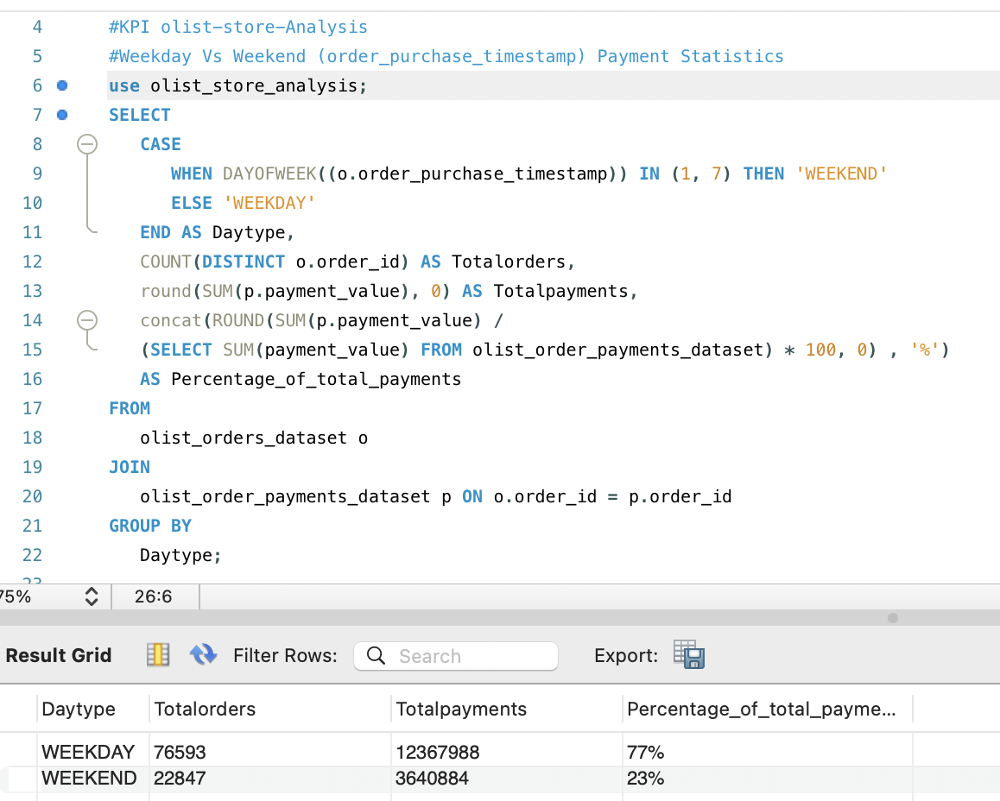 4 #KPI olist-store-Analysis
5 #Weekday Vs Weekend (order_purchase_timestamp) Payment Statistics
6 use olist_store_analysis;
7 SELECT
8 CASE
9 WHEN DAYOFWEEK((o.order_purchase_timestamp)) IN (1, 7) THEN 'WEEKEND'
10 ELSE 'WEEKDAY'
11 END AS Daytype,
12 COUNT(DISTINCT o.order_id) AS Totalorders,
13 round(SUM(p.payment_value), 0) AS Totalpayments,
14 concat(ROUND(SUM(p.payment_value) /
15 (SELECT SUM(payment_value) FROM olist_order_payments_dataset) * 100, 0) , '%')
16 AS Percentage_of_total_payments
17 FROM
18 olist_orders_dataset o
19 JOIN
20 olist_order_payments_dataset p ON o.order_id = p.order_id
21 GROUP BY
22 Daytype;
23
75% 26:6
Result Grid Filter Rows: Search Export:
Daytype Totalorders Totalpayments Percentage_of_total_payme...
WEEKDAY 76593 12367988 77%
WEEKEND 22847 3640884 23%